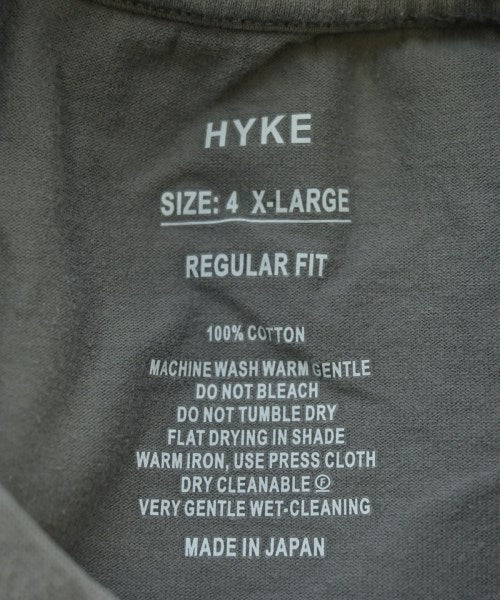 HYKE
SIZE: 4 X-LARGE
REGULAR FIT
100% COTTON
MACHINE WASH WARM GENTLE
DO NOT BLEACH
DO NOT TUMBLE DRY
FLAT DRYING IN SHADE
WARM IRON, USE PRESS CLOTH
DRY CLEANABLE Ⓕ
VERY GENTLE WET-CLEANING
MADE IN JAPAN